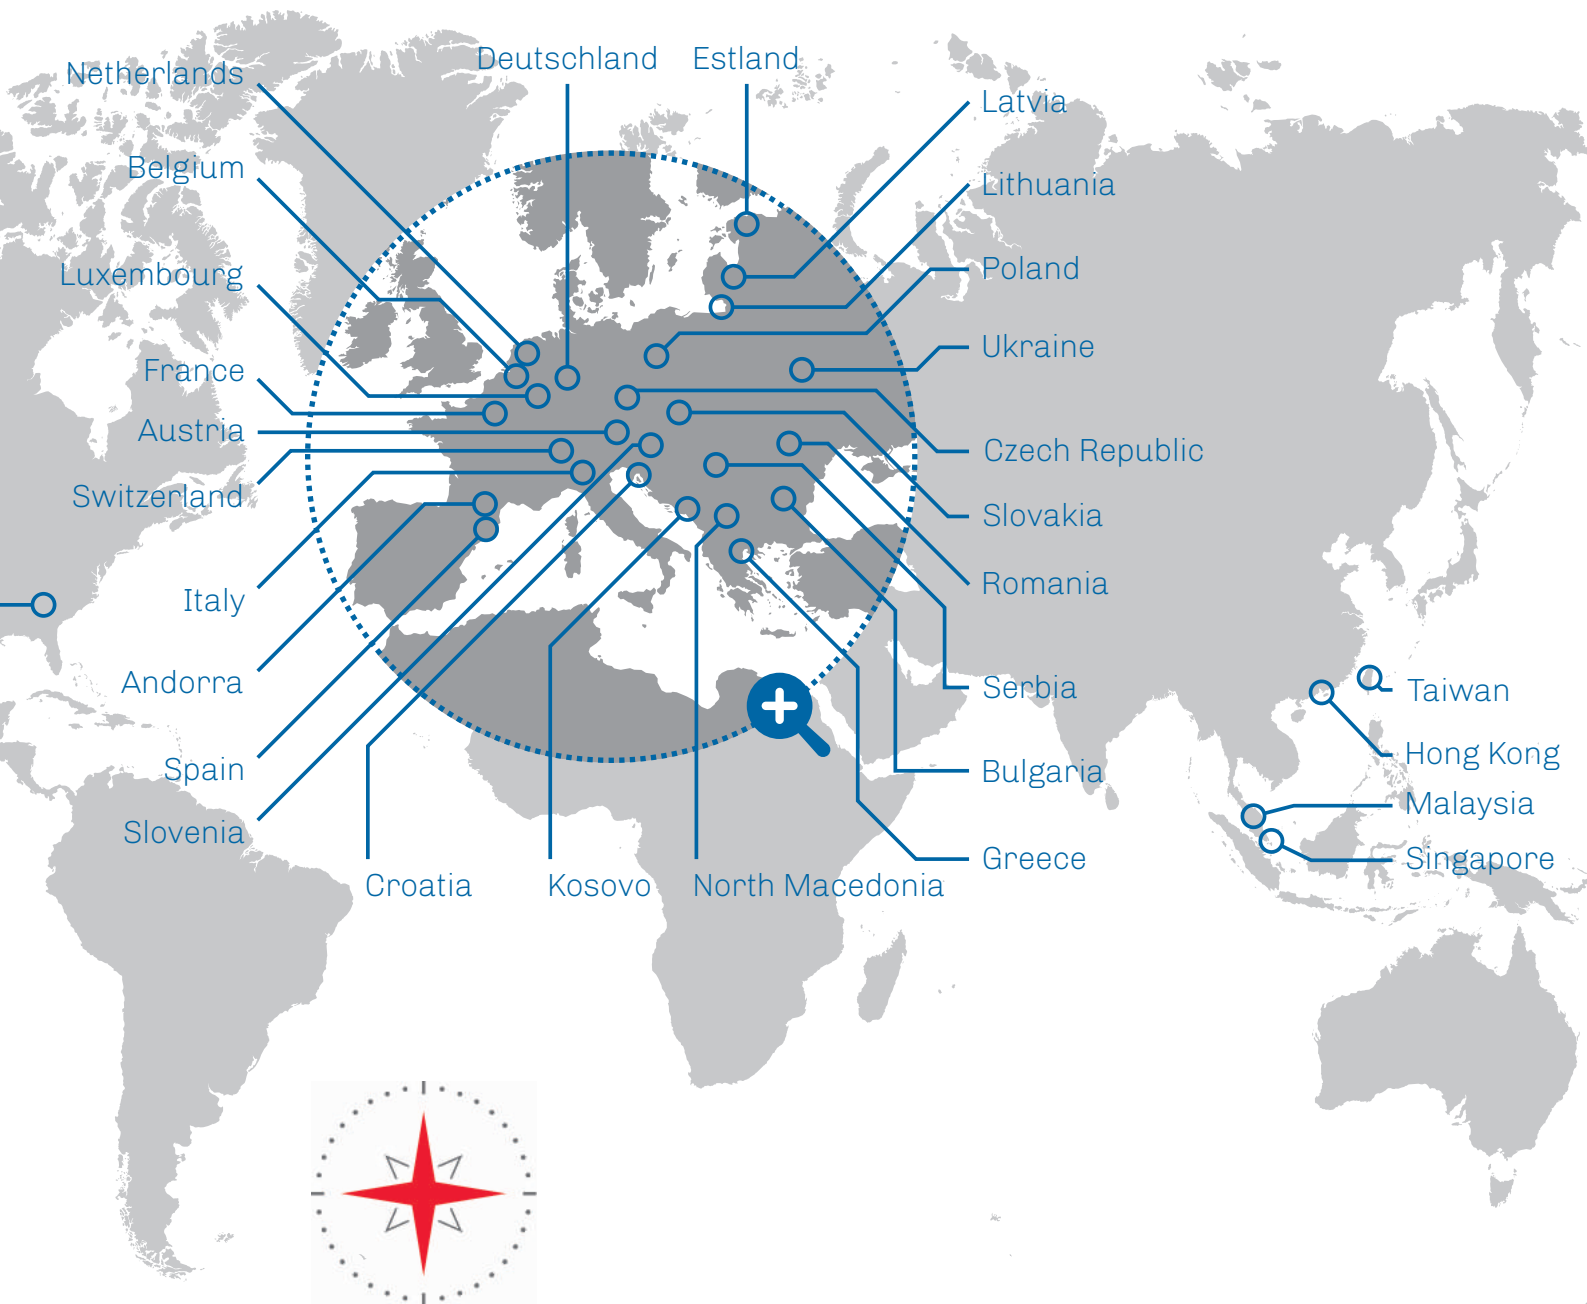 Netherlands
Belgium
Luxembourg
France
Austria
Switzerland
Italy
Andorra
Spain
Slovenia
Croatia
Kosovo
North Macedonia
Deutschland
Estland
Latvia
Lithuania
Poland
Ukraine
Czech Republic
Slovakia
Romania
Serbia
Bulgaria
Greece
Taiwan
Hong Kong
Malaysia
Singapore